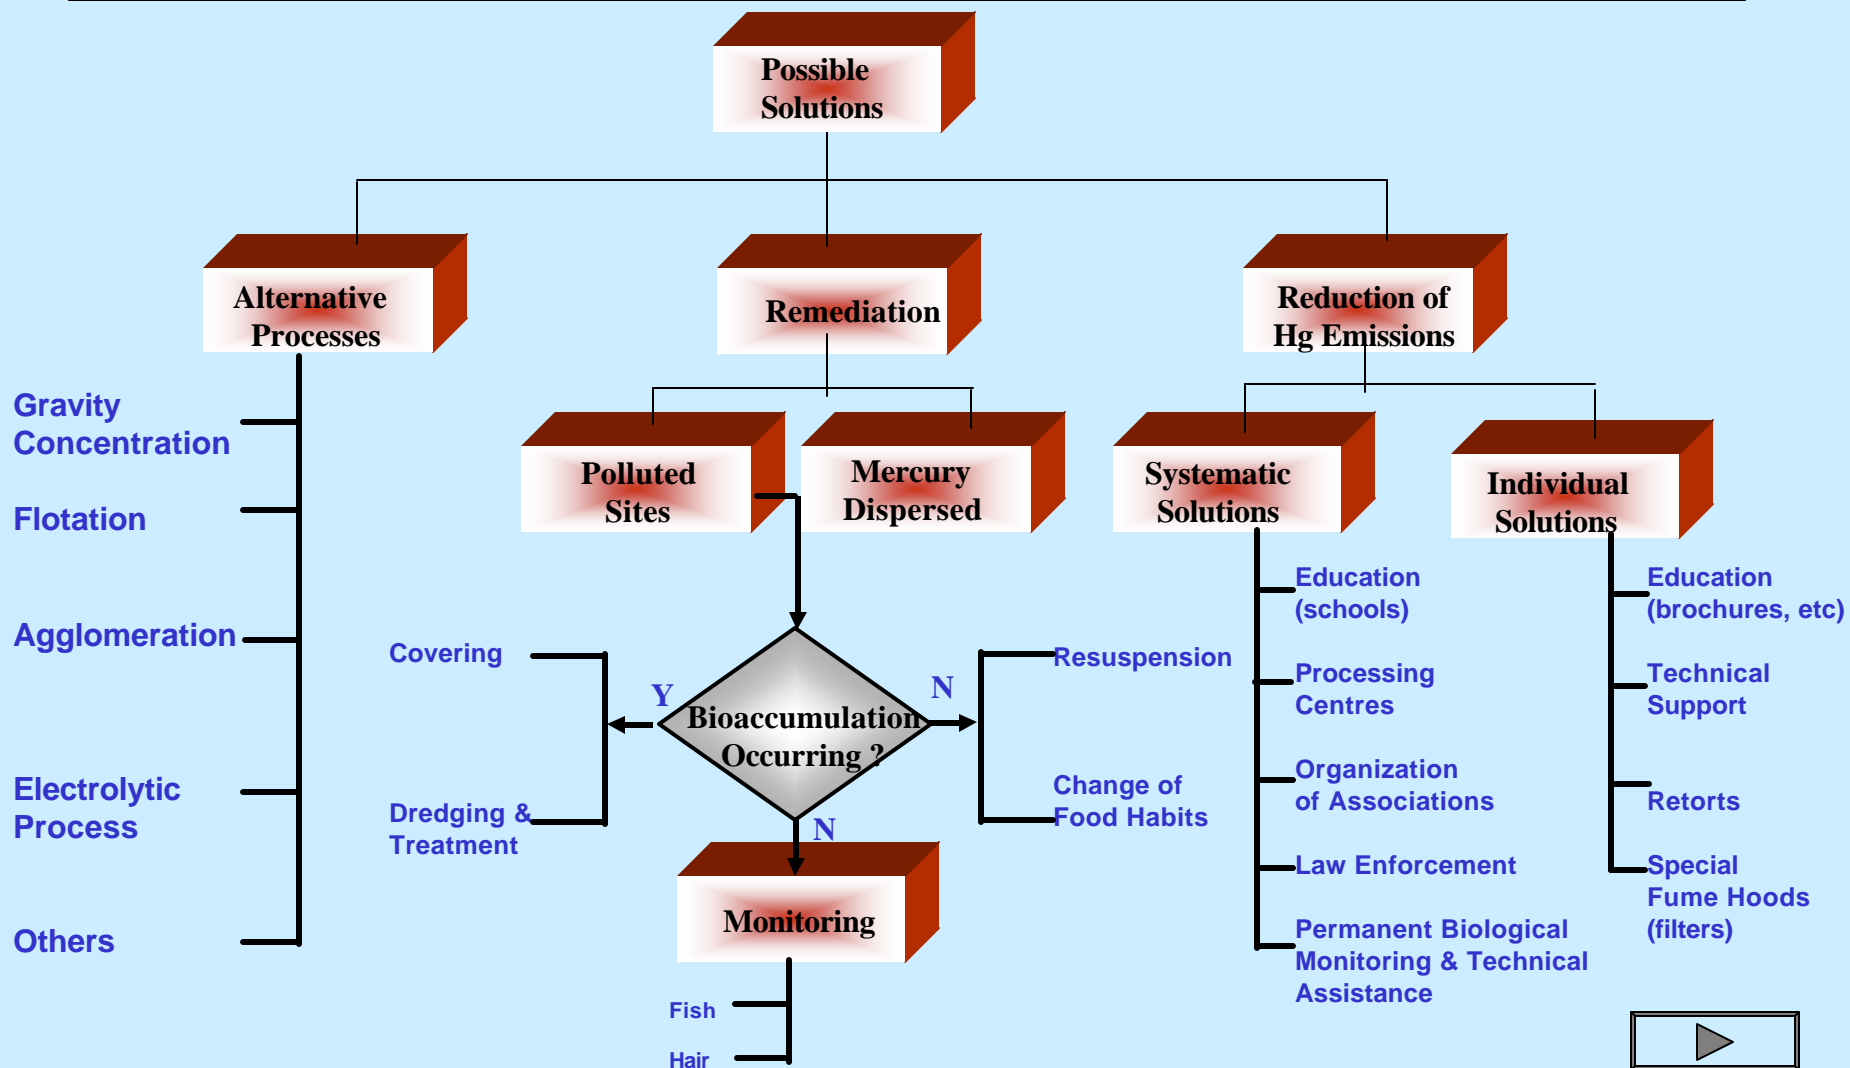 Possible
Solutions
Alternative
Processes
Remediation
Reduction of
Hg Emissions
Gravity
Concentration
Flotation
Agglomeration
Electrolytic
Process
Others
Polluted
Sites
Mercury
Dispersed
Systematic
Solutions
Individual
Solutions
Covering
Dredging &
Treatment
Y
Bioaccumulation
Occurring ?
N
Resuspension
Change of
Food Habits
N
Monitoring
Fish
Hair
Education
(schools)
Processing
Centres
Organization
of Associations
Law Enforcement
Permanent Biological
Monitoring & Technical
Assistance
Education
(brochures, etc)
Technical
Support
Retorts
Special
Fume Hoods
(filters)